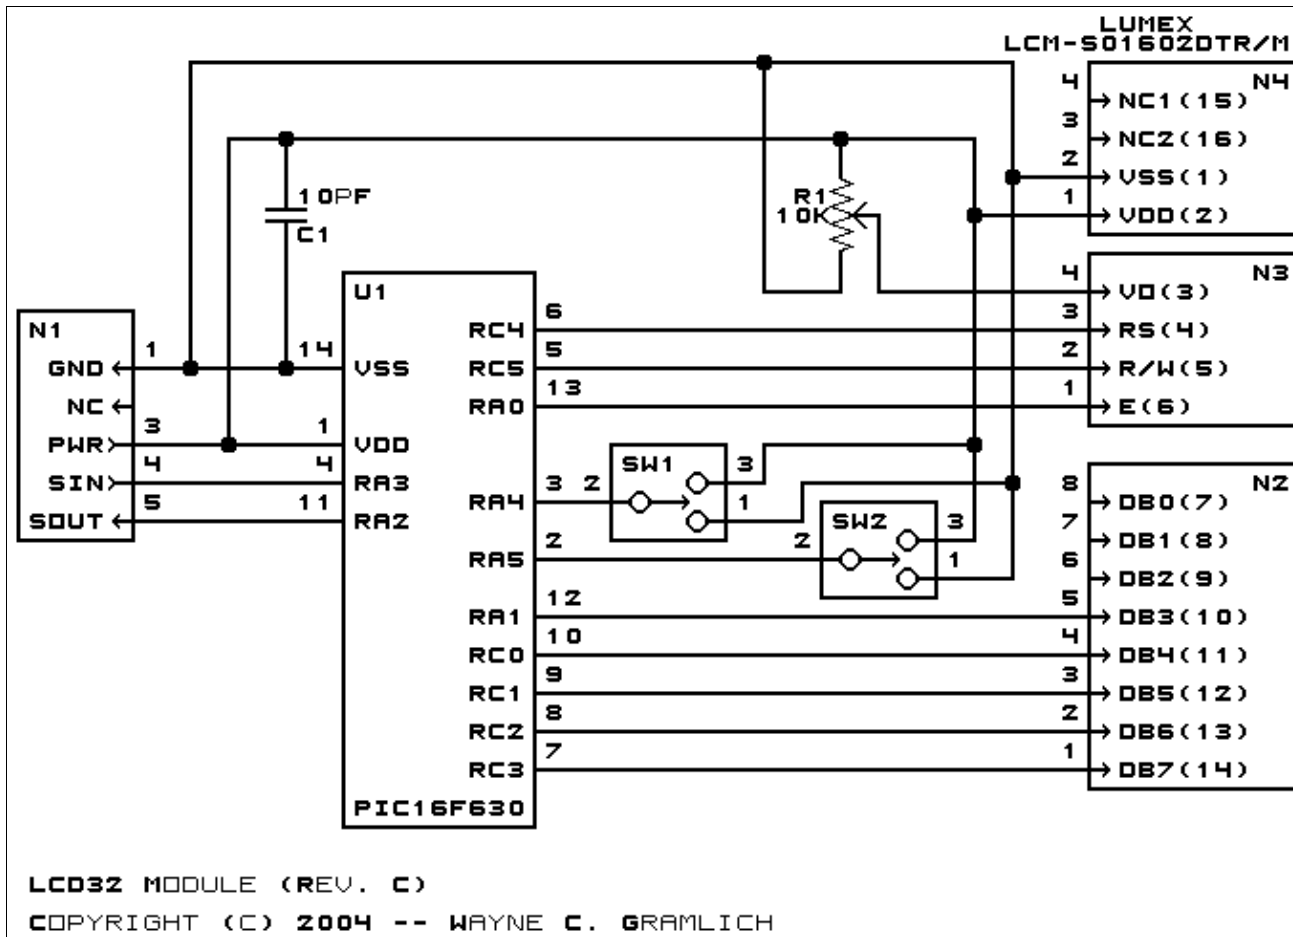 LUMEX
LCM-S01602DTR/M
N4
4 NC1(15)
3 NC2(16)
2 VSS(1)
1 VDD(2)
10PF
C1
R1
10K
N3
4 VO(3)
3 RS(4)
2 R/W(5)
1 E(6)
N1
GND 1
NC
PWR 3
SIN 4
SOUT 5
U1
14 VSS
1 VDD
4 RA3
11 RA2
RC4 6
RC5 5
RA0 13
RA4 3
RA5 2
RA1 12
RC0 10
RC1 9
RC2 8
RC3 7
PIC16F630
SW1
2
3
1
SW2
2
3
1
N2
8 DB0(7)
7 DB1(8)
6 DB2(9)
5 DB3(10)
4 DB4(11)
3 DB5(12)
2 DB6(13)
1 DB7(14)
LCD32 MODULE (REV. C)
COPYRIGHT (C) 2004 -- WAYNE C. GRAMLICH